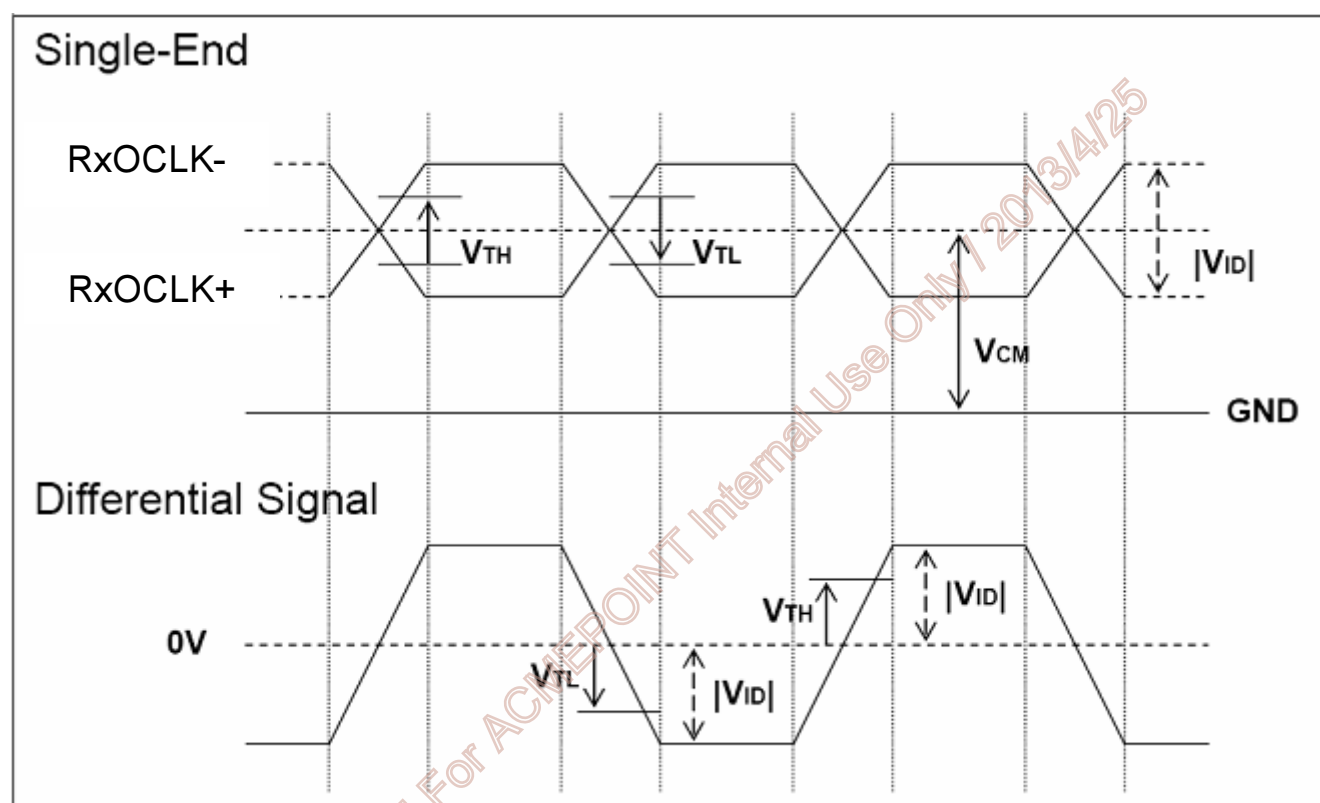 Single-End
RxOCLK-
RxOCLK+
VTH
VTL
|VID|
VCM
GND
Differential Signal
0V
VTL
|VID|
VTH
|VID|
For ACMEPOINT Internal Use Only / 2013/4/25